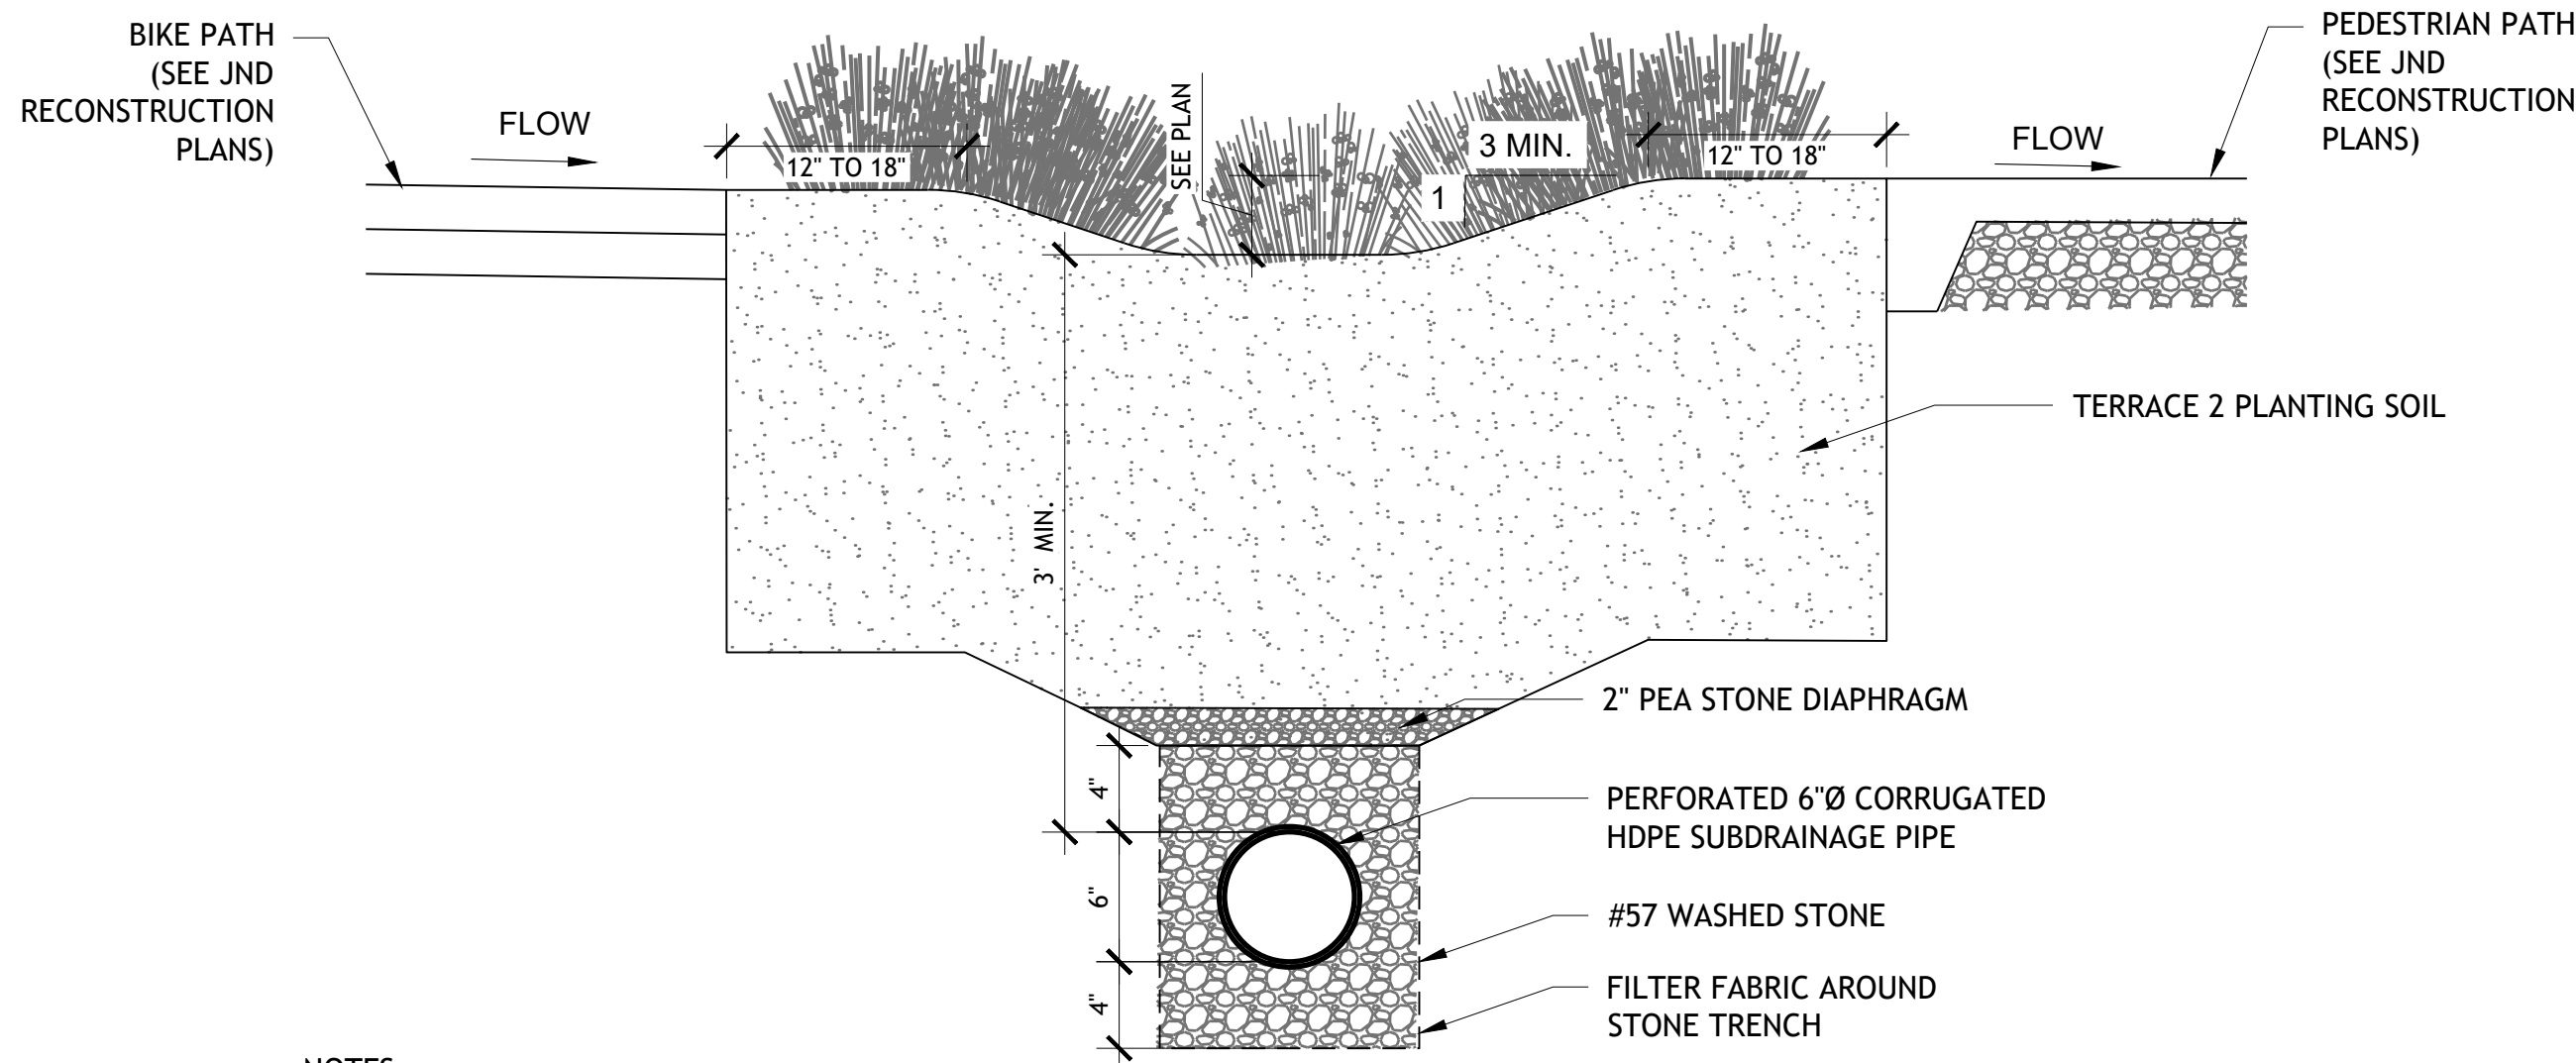 BIKE PATH
(SEE JND
RECONSTRUCTION
PLANS)
FLOW
12" TO 18"
SEE PLAN
3 MIN.
1
12" TO 18"
FLOW
PEDESTRIAN PATH
(SEE JND
RECONSTRUCTION
PLANS)
TERRACE 2 PLANTING SOIL
3' MIN.
2" PEA STONE DIAPHRAGM
4"
PERFORATED 6"Ø CORRUGATED
HDPE SUBDRAINAGE PIPE
6"
#57 WASHED STONE
4"
FILTER FABRIC AROUND
STONE TRENCH
NOTES